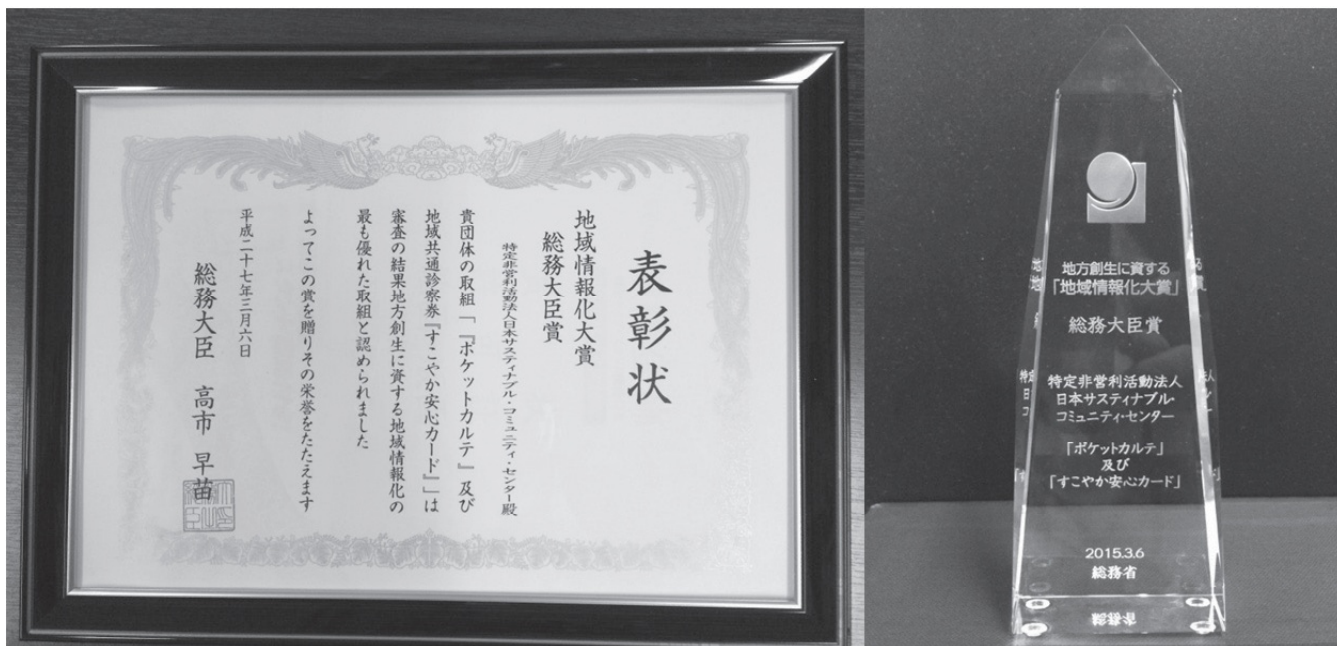 表彰状
地域情報化大賞
総務大臣賞
特定非営利活動法人日本サスティナブル・コミュニティ・センター殿
貴団体の取組「『ポケットカルテ』及び
地域共通診察券『すこやか安心カード』」は
審査の結果地方創生に資する地域情報化の
最も優れた取組と認められました
よってこの賞を贈りその栄誉をたたえます
平成二十七年三月六日
総務大臣 高市 早苗
地方創生に資する
「地域情報化大賞」
総務大臣賞
特定非営利活動法人
日本サスティナブル・
コミュニティ・センター
「ポケットカルテ」
及び
「すこやか安心カード」
2015.3.6
総務省